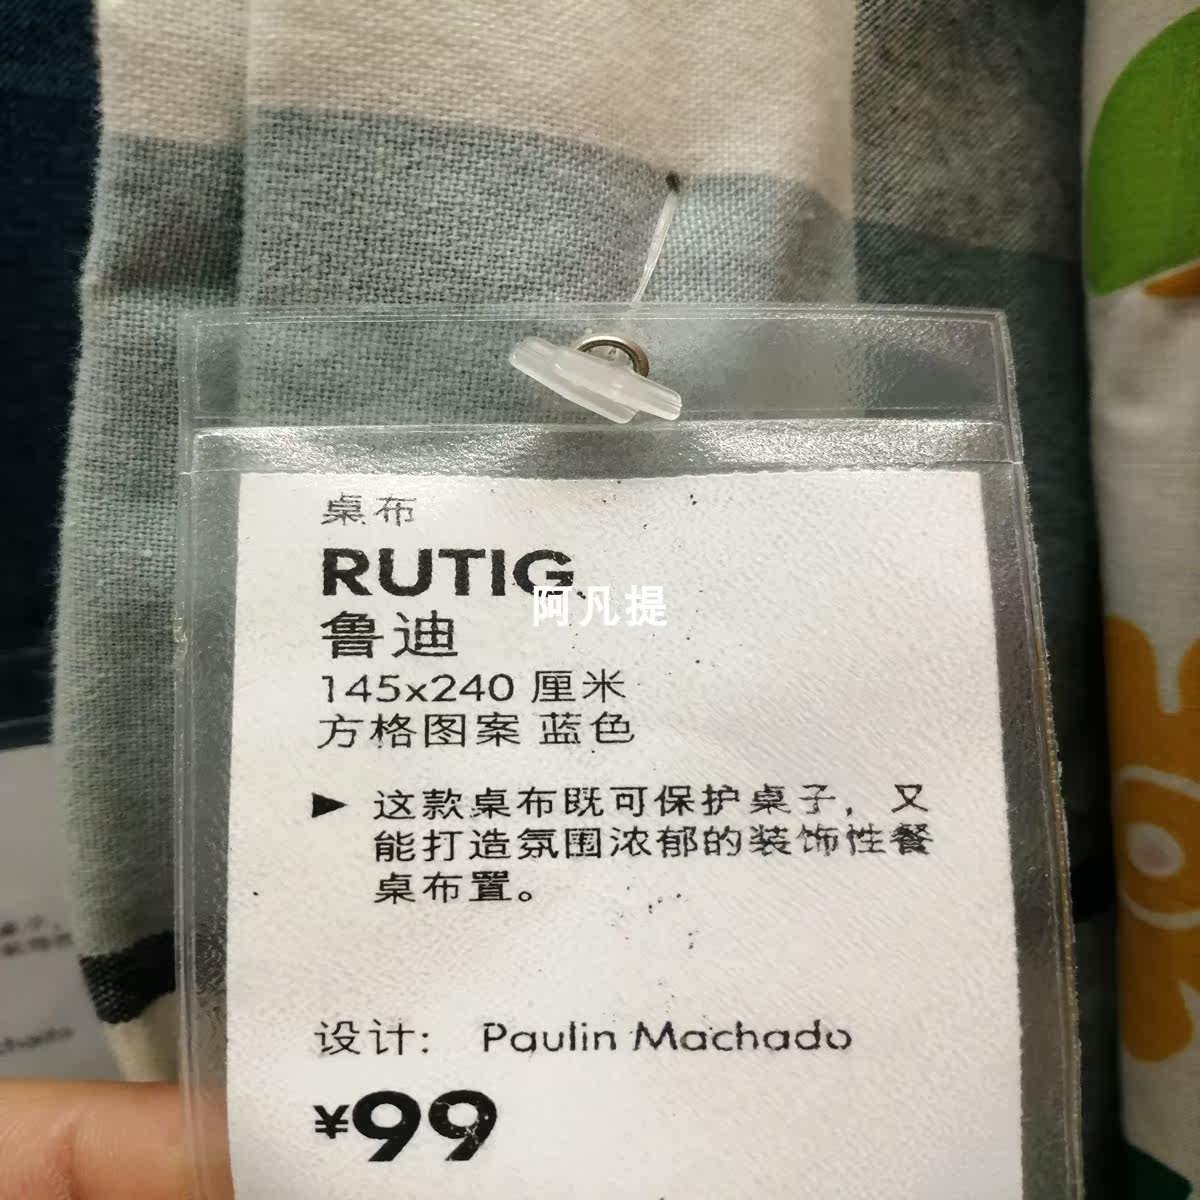 桌布
RUTIG
阿凡提
鲁迪
145x240 厘米
方格图案 蓝色
▶ 这款桌布既可保护桌子，又
能打造氛围浓郁的装饰性餐
桌布置。
设计： Paulin Machado
¥99